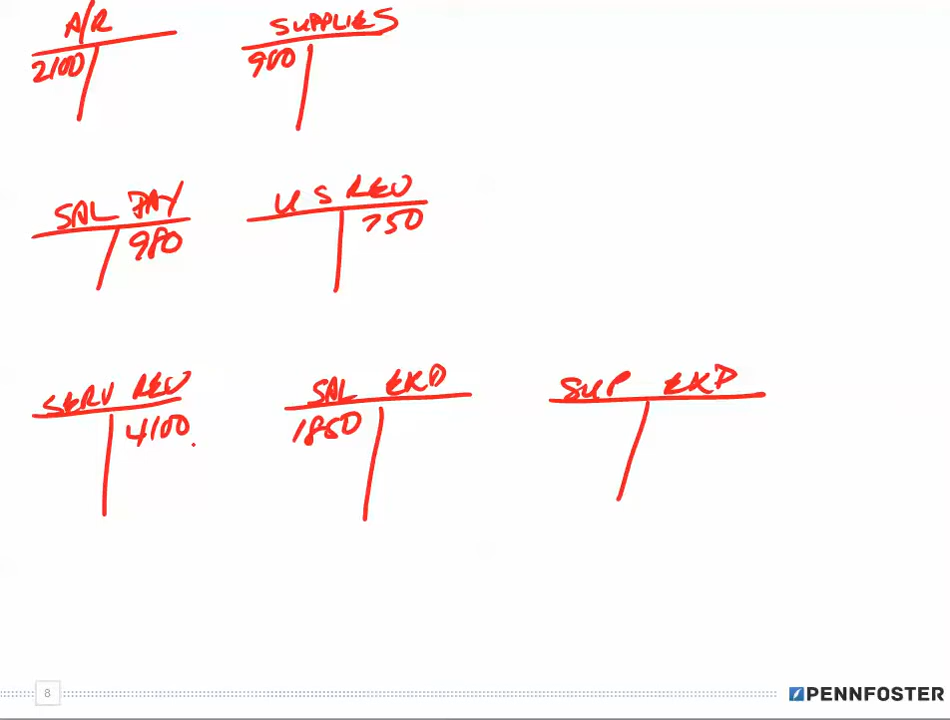 A/R SUPPLIES
2100 900
SAL PAY U S REV
980 750
SERV REV SAL EXP SUP EXP
4100 1850
8 PENNFOSTER